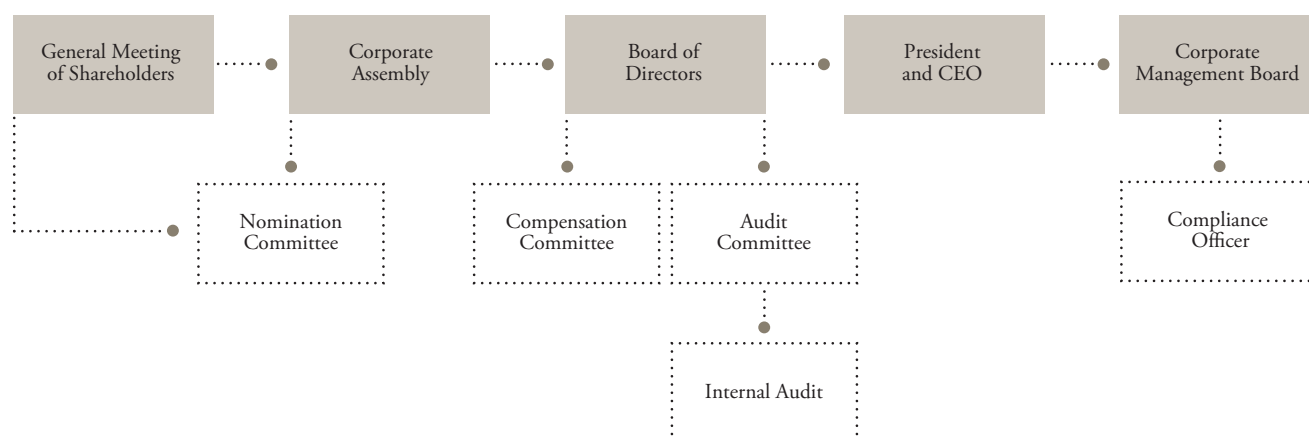 General Meeting
of Shareholders
Corporate
Assembly
Board of
Directors
President
and CEO
Corporate
Management Board
Nomination
Committee
Compensation
Committee
Audit
Committee
Compliance
Officer
Internal Audit